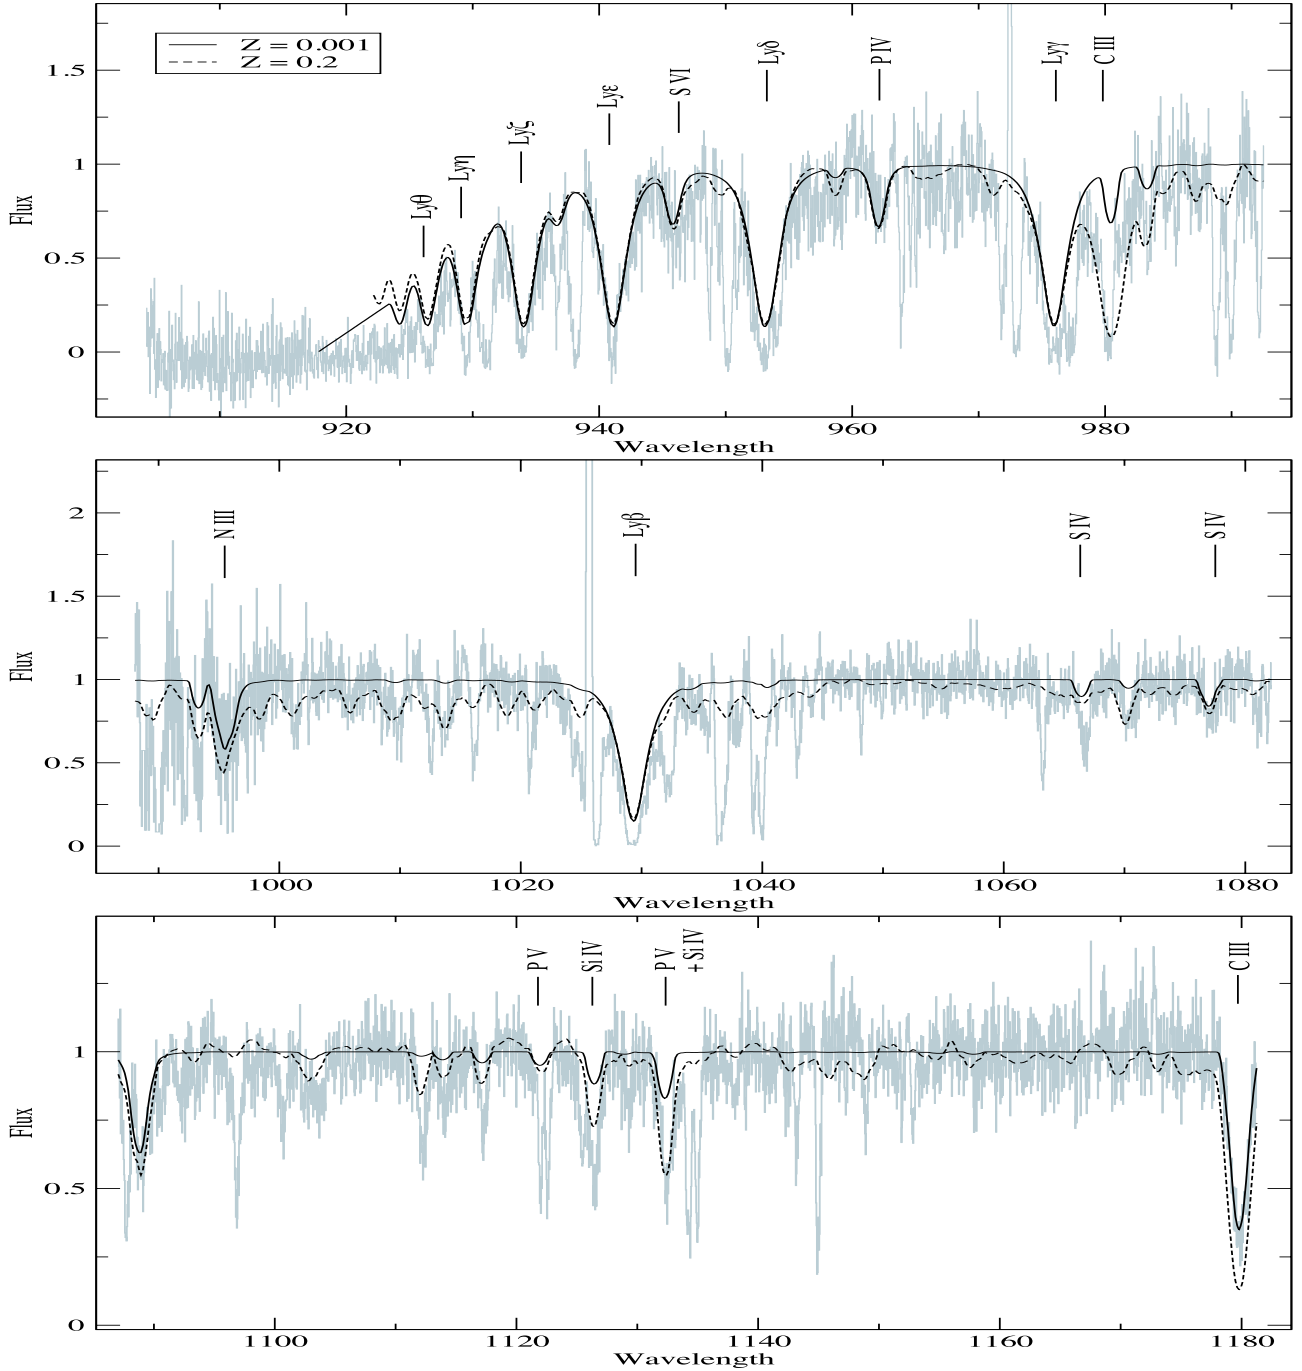 Z = 0.001
Z = 0.2
Lyθ
Lyη
Lyζ
Lyε
S VI
Lyδ
P IV
Lyγ
C III
1.5
1
0.5
0
Flux
920
940
960
980
Wavelength
N III
Lyβ
S IV
S IV
2
1.5
1
0.5
0
Flux
1000
1020
1040
1060
1080
Wavelength
P V
Si IV
P V
+ Si IV
C III
1
0.5
0
Flux
1100
1120
1140
1160
1180
Wavelength